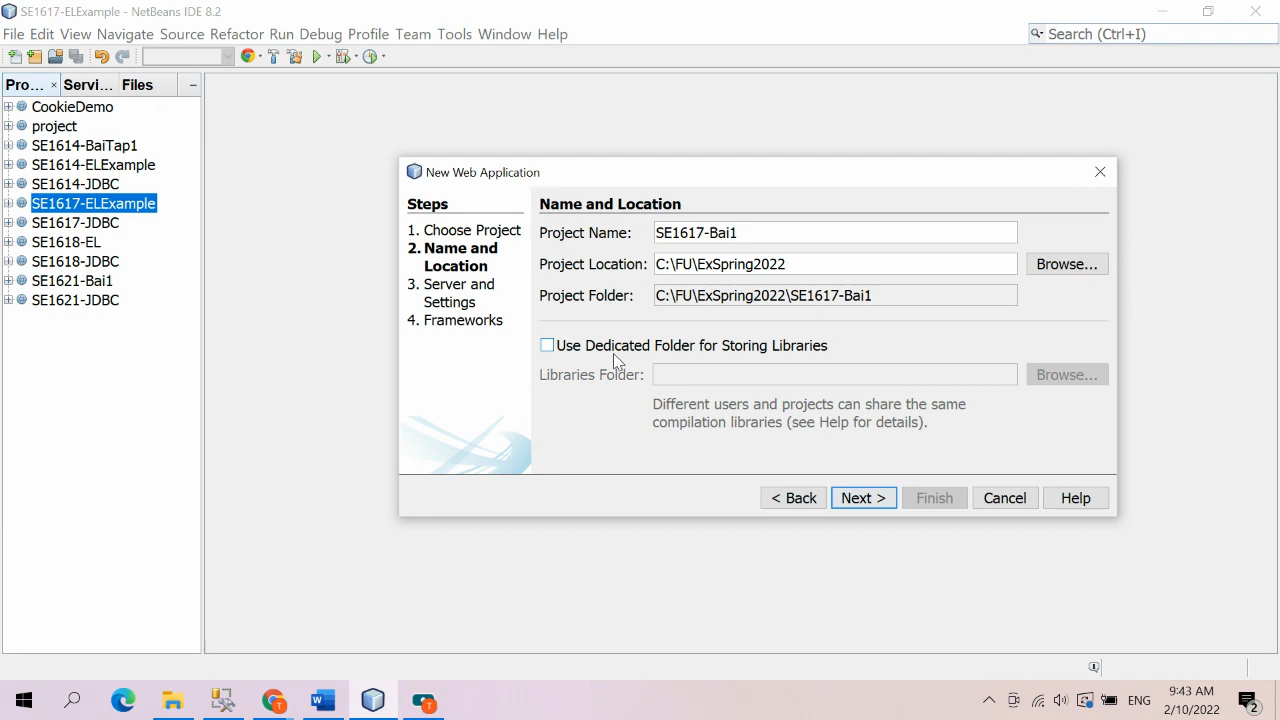 SE1617-ELExample - NetBeans IDE 8.2
File Edit View Navigate Source Refactor Run Debug Profile Team Tools Window Help
Search (Ctrl+I)
Pro... × Servi... Files
CookieDemo
project
SE1614-BaiTap1
SE1614-ELExample
SE1614-JDBC
SE1617-ELExample
SE1617-JDBC
SE1618-EL
SE1618-JDBC
SE1621-Bai1
SE1621-JDBC
New Web Application
Steps
1. Choose Project
2. Name and
Location
3. Server and
Settings
4. Frameworks
Name and Location
Project Name: SE1617-Bai1
Project Location: C:\FU\ExSpring2022 Browse...
Project Folder: C:\FU\ExSpring2022\SE1617-Bai1
Use Dedicated Folder for Storing Libraries
Libraries Folder: Browse...
Different users and projects can share the same
compilation libraries (see Help for details).
< Back Next > Finish Cancel Help
ENG
9:43 AM
2/10/2022
2